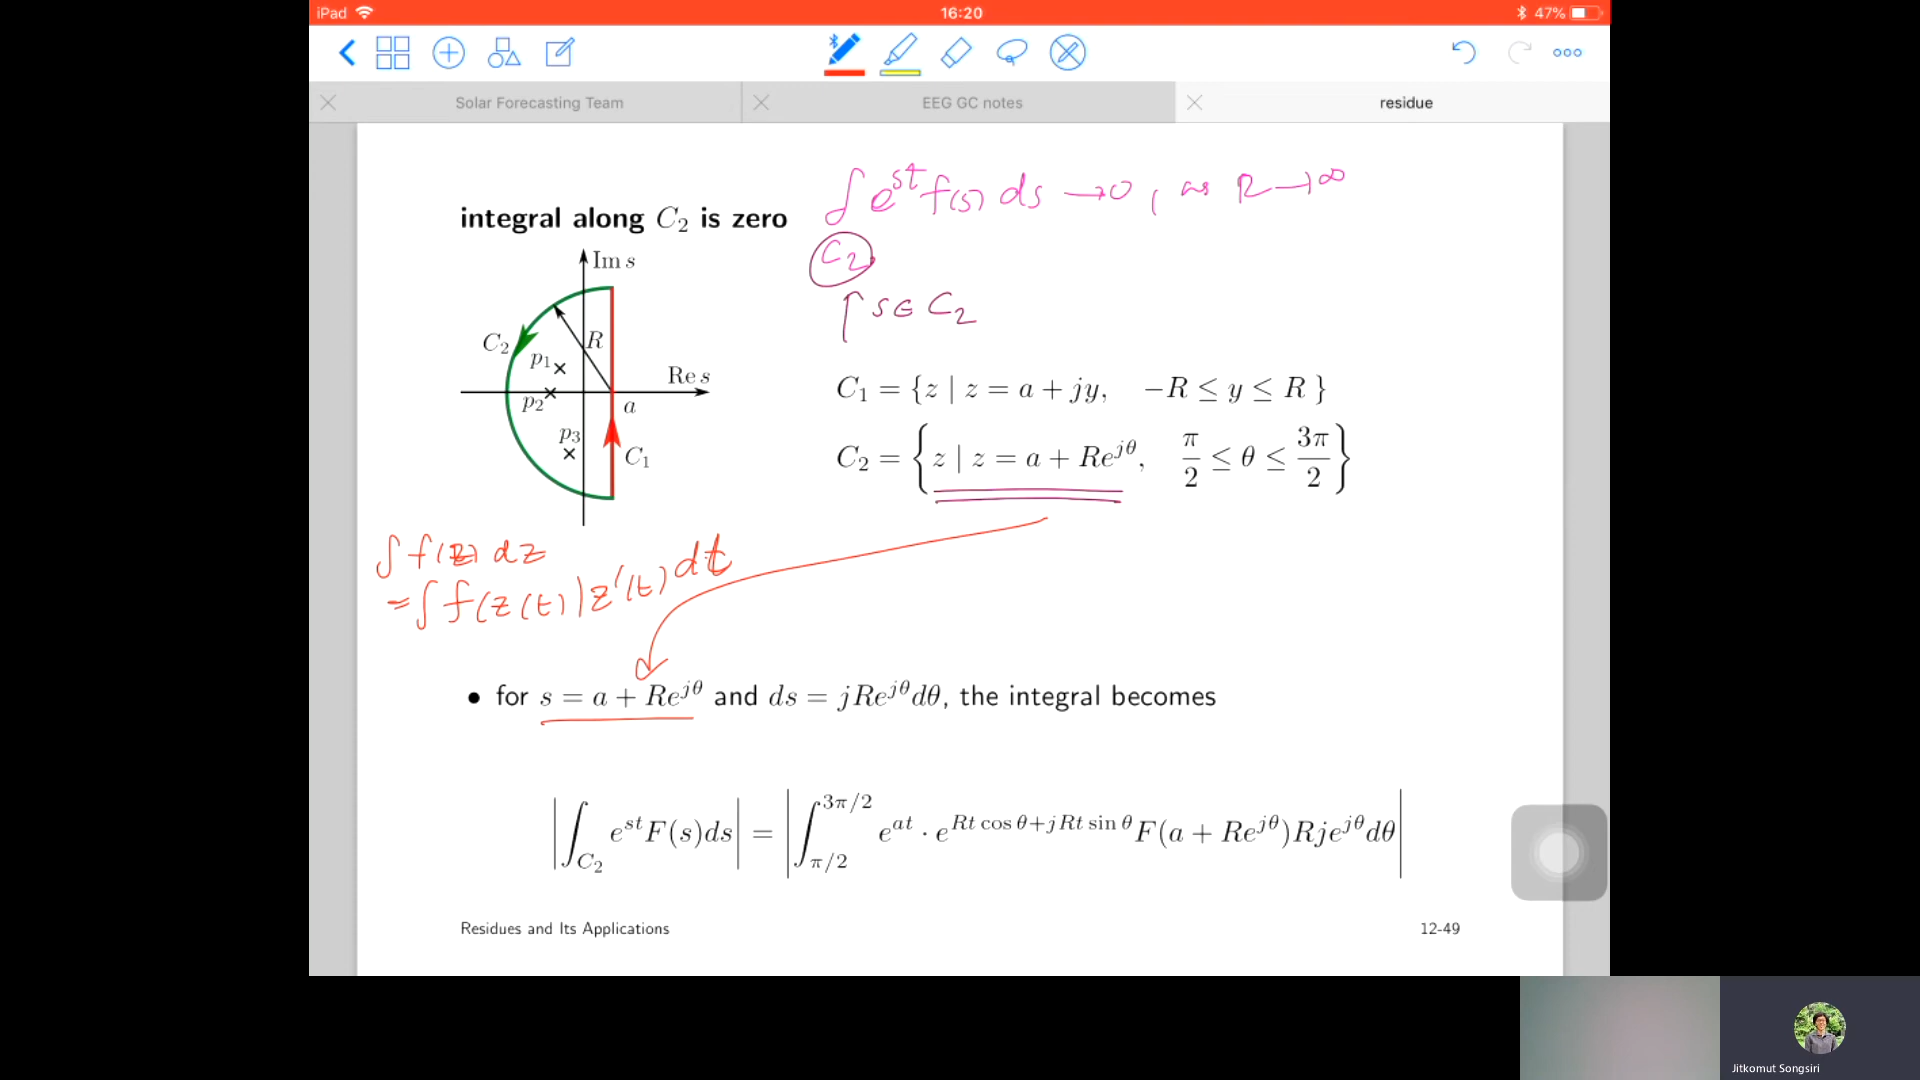 iPad 16:20 47%
Solar Forecasting Team EEG GC notes residue
integral along C₂ is zero
∫ e^{st} f(s) ds → 0, as R → ∞
C₂
↑ s ∈ C₂
Im s
C₂
R
p₁
Re s
p₂
a
p₃
C₁
C₁ = {z | z = a + jy, −R ≤ y ≤ R }
C₂ = {z | z = a + Re^{jθ}, π/2 ≤ θ ≤ 3π/2}
∫ f(z) dz
= ∫ f(z(t)) z'(t) dt
• for s = a + Re^{jθ} and ds = jRe^{jθ}dθ, the integral becomes
|∫_{C₂} e^{st}F(s)ds| = |∫_{π/2}^{3π/2} e^{at} · e^{Rt cos θ+jRt sin θ}F(a + Re^{jθ})Rje^{jθ}dθ|
Residues and Its Applications 12-49
Jitkomut Songsiri